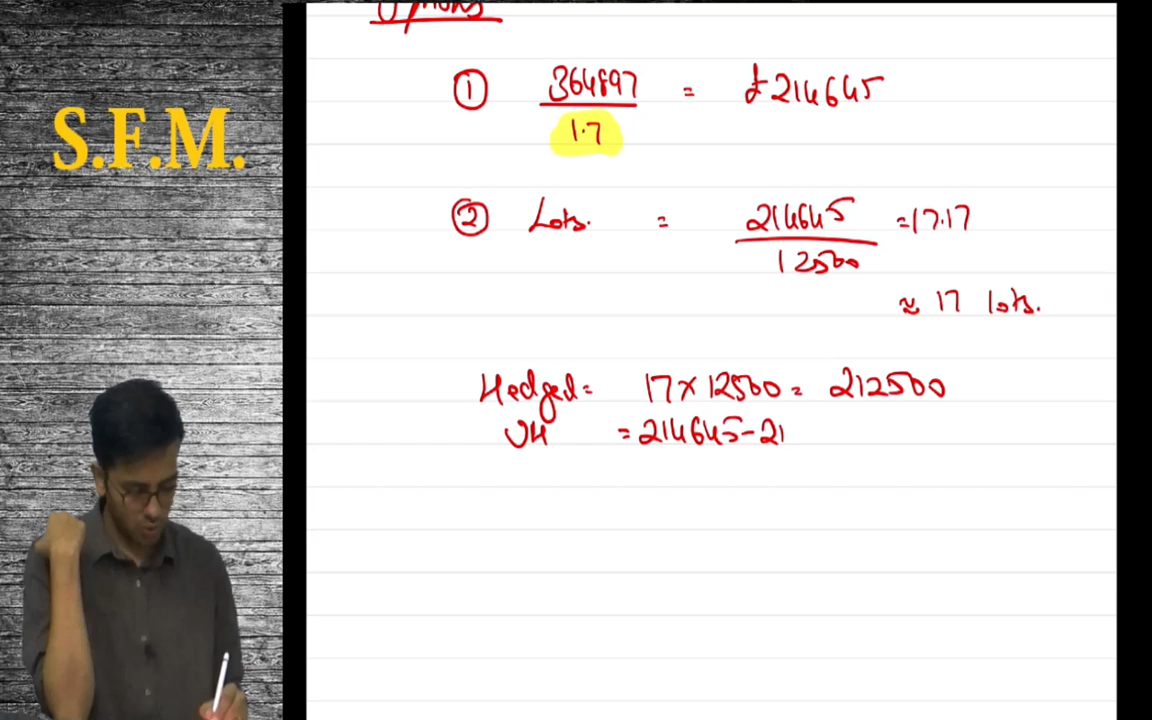 Options
S.F.M.
① 364897 / 1.7 = £214645
② Lots. = 214645 / 12500 = 17.17
≈ 17 lots.
Hedged = 17 × 12500 = 212500
UH = 214645 - 21